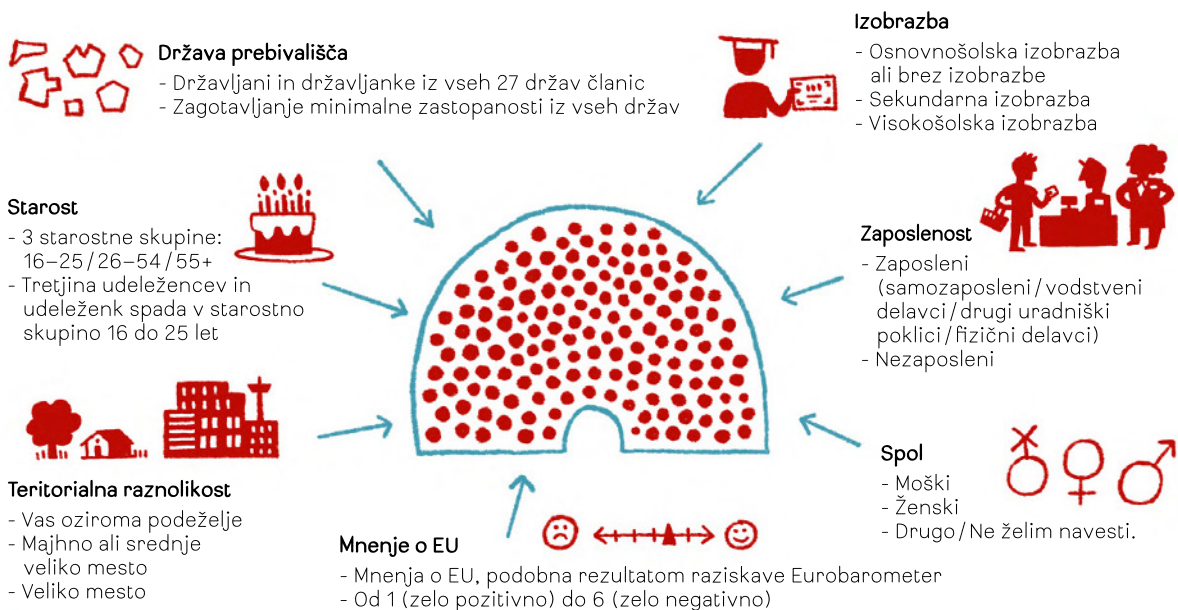 Država prebivališča
- Državljani in državljanke iz vseh 27 držav članic
- Zagotavljanje minimalne zastopanosti iz vseh držav
Izobrazba
- Osnovnošolska izobrazba
ali brez izobrazbe
- Sekundarna izobrazba
- Visokošolska izobrazba
Starost
- 3 starostne skupine:
16–25/26–54/55+
- Tretjina udeležencev in
udeleženk spada v starostno
skupino 16 do 25 let
Zaposlenost
- Zaposleni
(samozaposleni/vodstveni
delavci/drugi uradniški
poklici/fizični delavci)
- Nezaposleni
Teritorialna raznolikost
- Vas oziroma podeželje
- Majhno ali srednje
veliko mesto
- Veliko mesto
Mnenje o EU
- Mnenja o EU, podobna rezultatom raziskave Eurobarometer
- Od 1 (zelo pozitivno) do 6 (zelo negativno)
Spol
- Moški
- Ženski
- Drugo/Ne želim navesti.